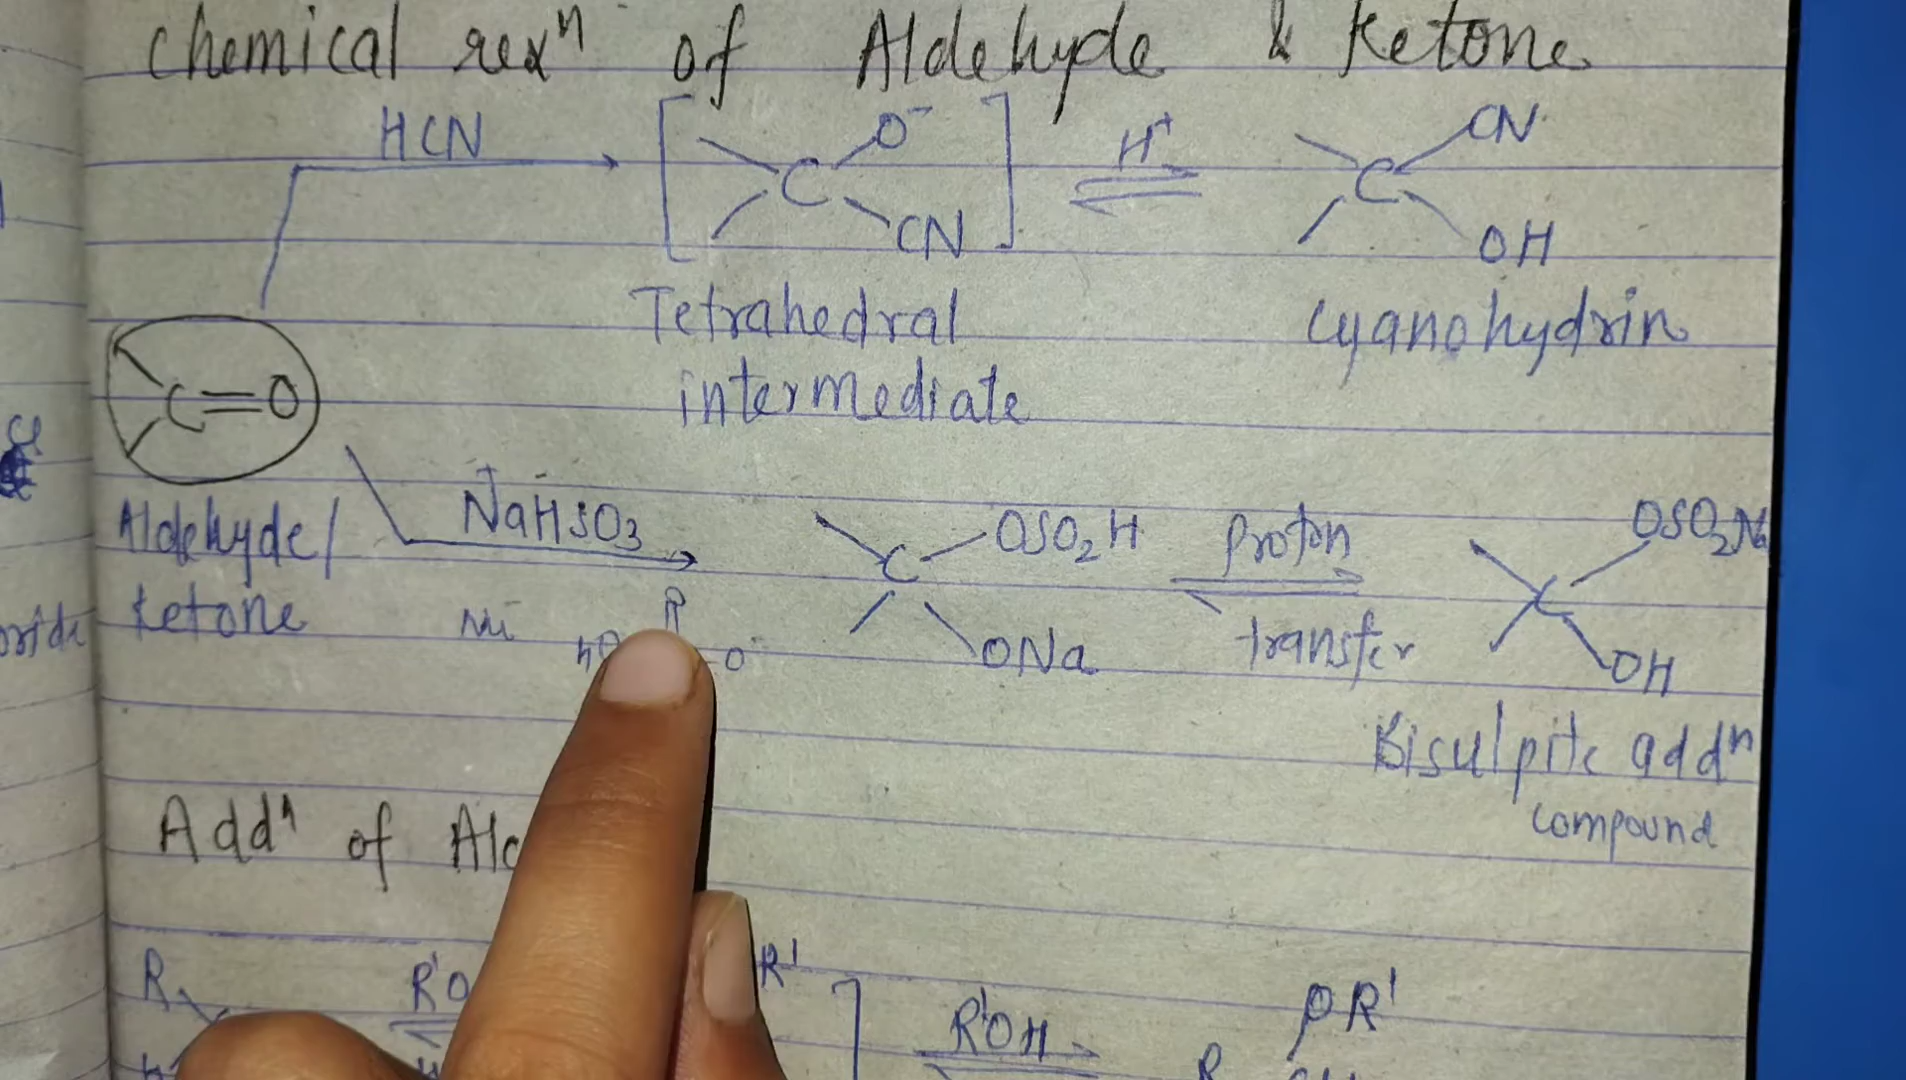 Chemical rexⁿ of Aldehyde & Ketone
HCN
O⁻
C
CN
H⁺
CN
C
OH
Tetrahedral
intermediate
Cyanohydrin
C=O
Aldehyde/
Ketone
NaHSO₃
+ -
OSO₂H
C
ONa
Proton
transfer
OSO₂Na
C
OH
O
Bisulpite addⁿ
compound
Addⁿ of Alc
R
R'O
R'
R'OH
OR'
R